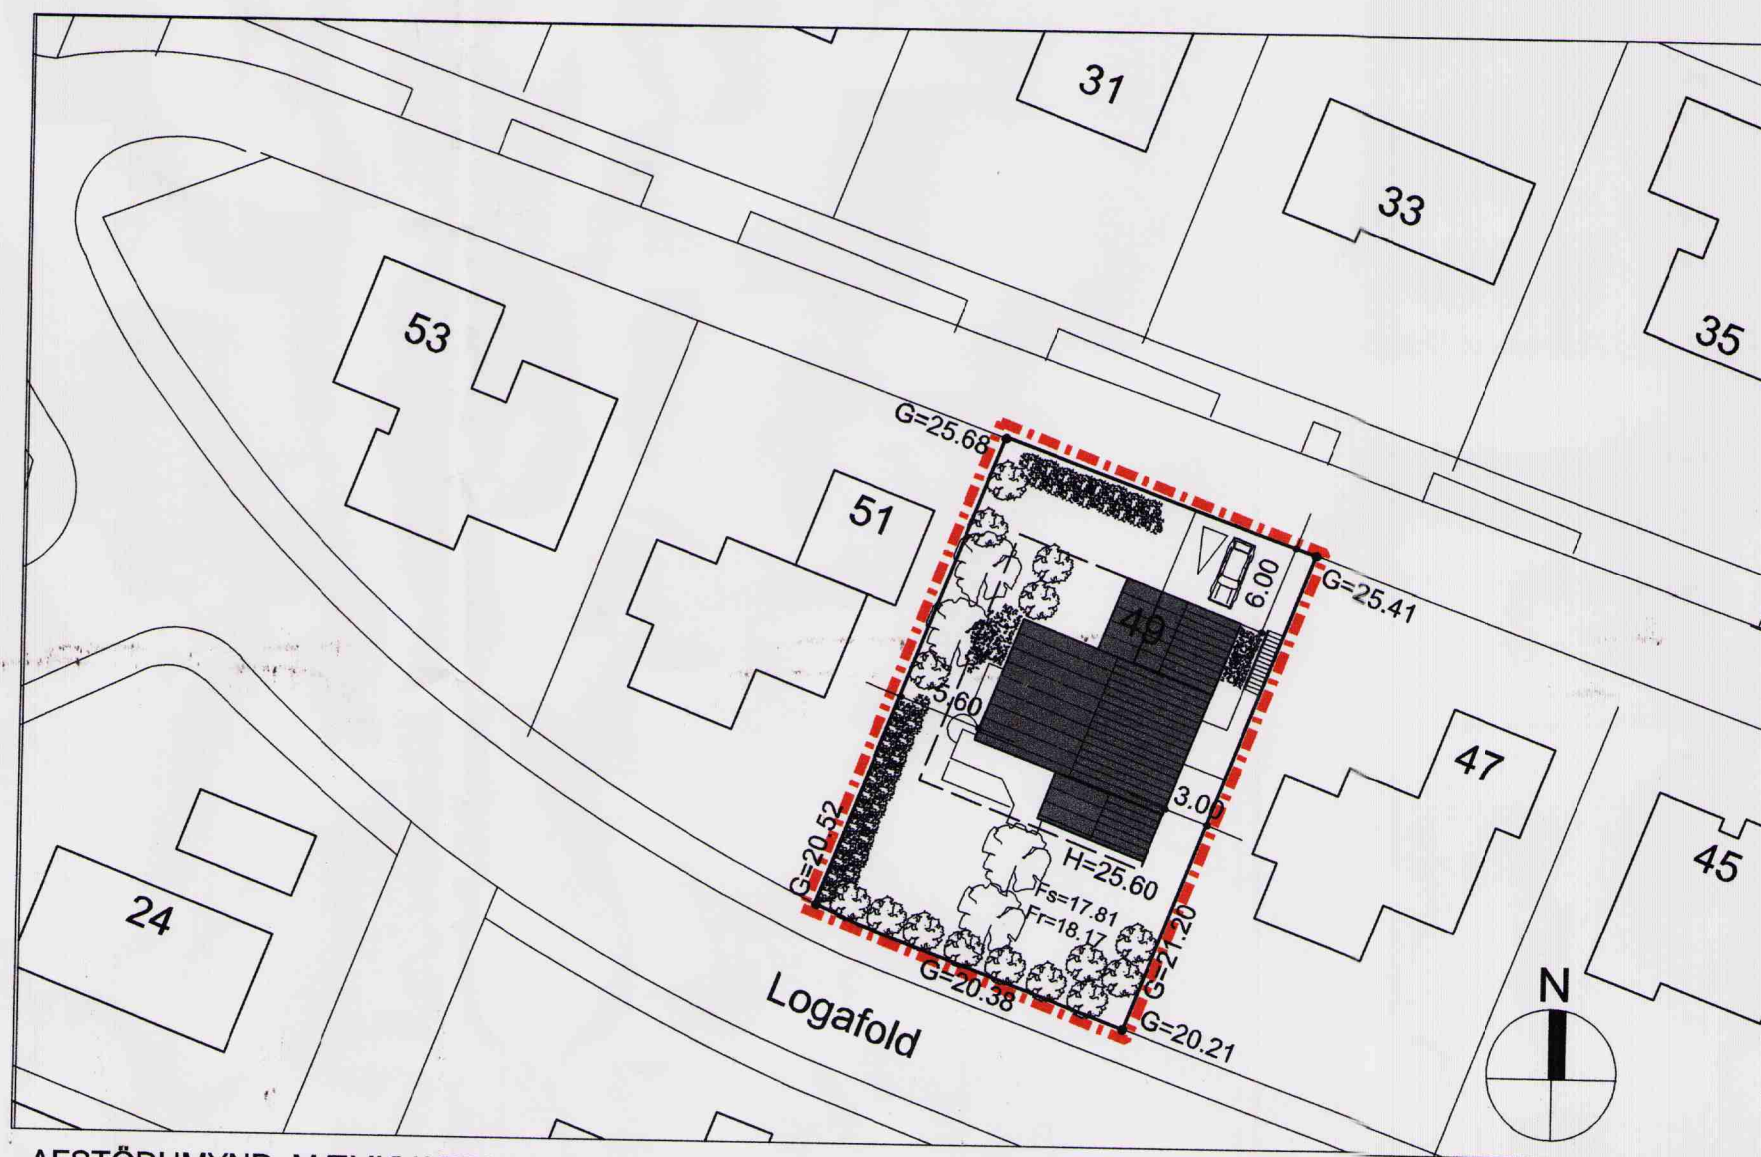 31
33
35
53
G=25.68
51
49
6.00
G=25.41
5.60
47
3.00
45
G=20.52
H=25.60
Fs=17.81
Fr=18.17
24
G=21.20
G=20.38
Logafold
G=20.21
N